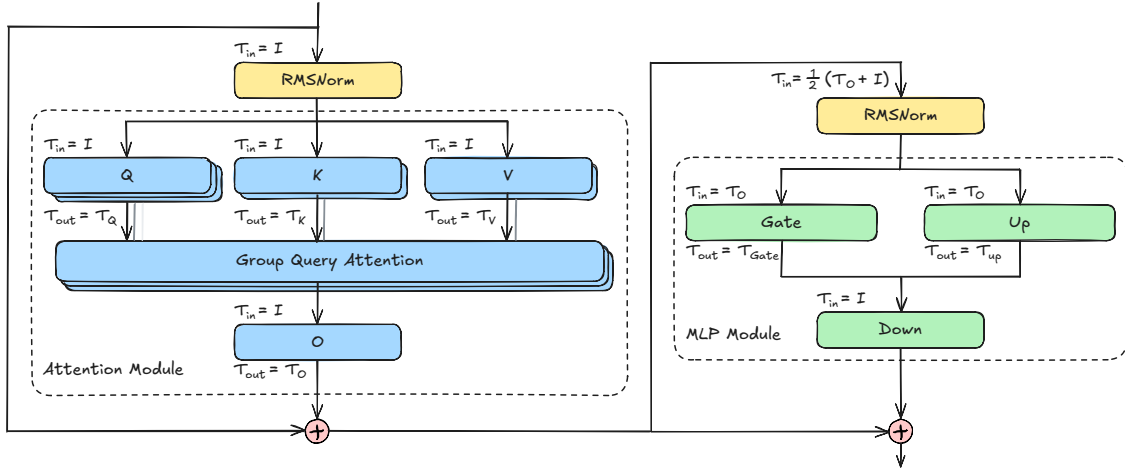 T_in = I
RMSNorm
T_in = I
T_in = I
T_in = I
Q
K
V
T_out = T_Q
T_out = T_K
T_out = T_V
Group Query Attention
T_in = I
O
T_out = T_O
Attention Module
+
T_in = 1/2 (T_O + I)
RMSNorm
T_in = T_O
T_in = T_O
Gate
Up
T_out = T_Gate
T_out = T_up
T_in = I
Down
MLP Module
+